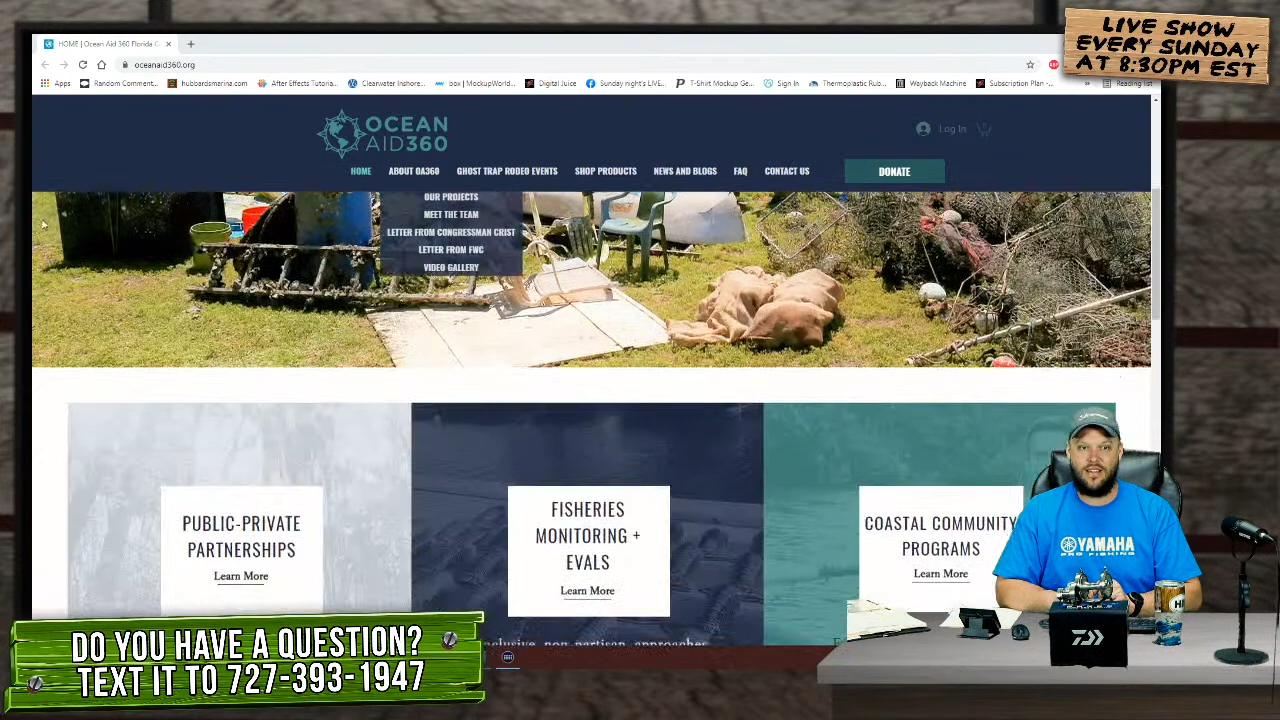 LIVE SHOW
EVERY SUNDAY
AT 8:30PM EST
HOME | Ocean Aid 360 Florida
oceanaid360.org
Apps
Random Comment...
hubbardsmarina.com
After Effects Tutoria...
Clearwater Inshore...
box | MockupWorld...
Digital Juice
Sunday night's LIVE...
T-Shirt Mockup Ge...
Sign In
Thermoplastic Rub...
Wayback Machine
Subscription Plan -...
»
Reading list
OCEAN
AID360
Log In
HOME
ABOUT OA360
GHOST TRAP RODEO EVENTS
SHOP PRODUCTS
NEWS AND BLOGS
FAQ
CONTACT US
DONATE
OUR PROJECTS
MEET THE TEAM
LETTER FROM CONGRESSMAN CRIST
LETTER FROM FWC
VIDEO GALLERY
PUBLIC-PRIVATE
PARTNERSHIPS
Learn More
FISHERIES
MONITORING +
EVALS
Learn More
COASTAL COMMUNITY
PROGRAMS
Learn More
YAMAHA
PRO FISHING
DO YOU HAVE A QUESTION?
TEXT IT TO 727-393-1947